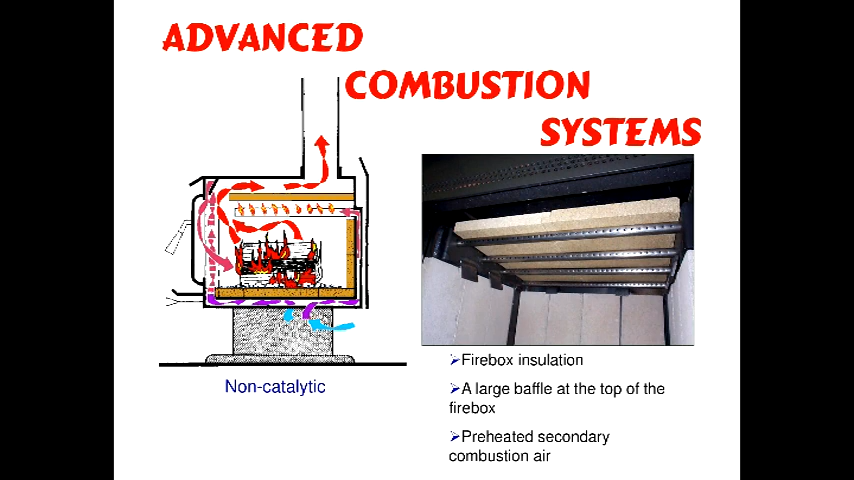 ADVANCED
COMBUSTION
SYSTEMS
Non-catalytic
➢Firebox insulation
➢A large baffle at the top of the
firebox
➢Preheated secondary
combustion air